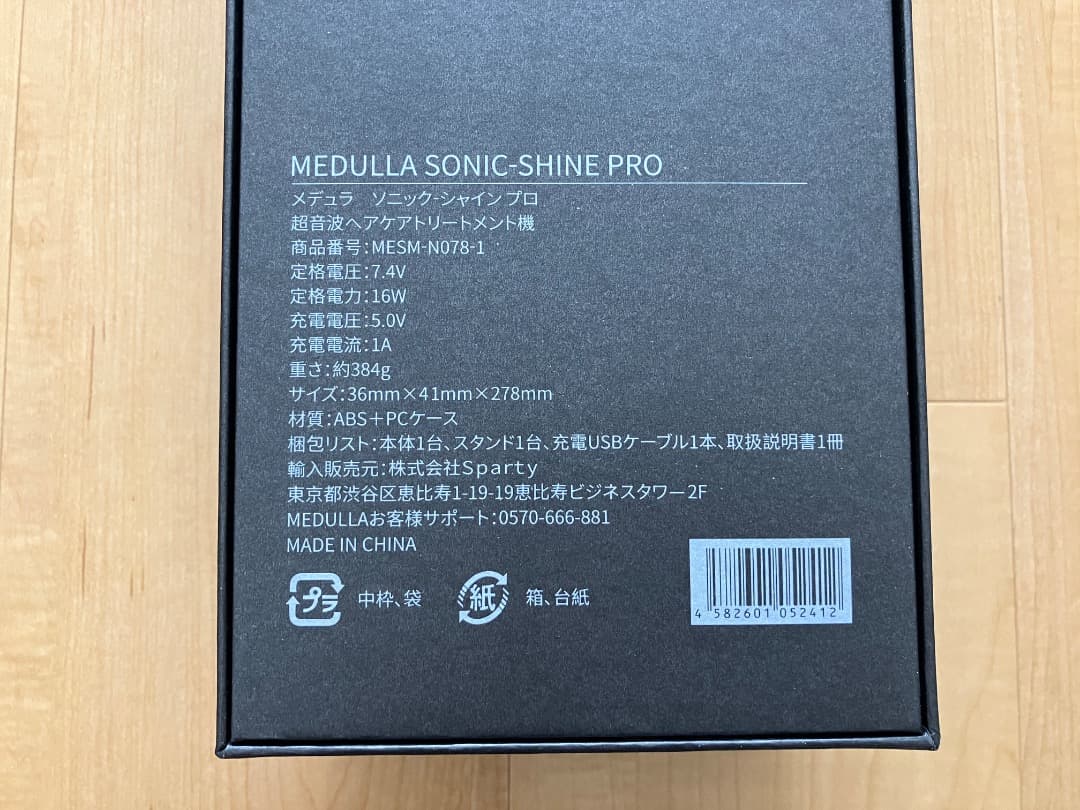 MEDULLA SONIC-SHINE PRO
メデュラ ソニック-シャイン プロ
超音波ヘアケアトリートメント機
商品番号:MESM-N078-1
定格電圧:7.4V
定格電力:16W
充電電圧:5.0V
充電電流:1A
重さ:約384g
サイズ:36mm×41mm×278mm
材質:ABS+PCケース
梱包リスト:本体1台、スタンド1台、充電USBケーブル1本、取扱説明書1冊
輸入販売元:株式会社Sparty
東京都渋谷区恵比寿1-19-19恵比寿ビジネスタワー2F
MEDULLAお客様サポート:0570-666-881
MADE IN CHINA
プラ 中枠、袋 紙 箱、台紙
4 582601 052412